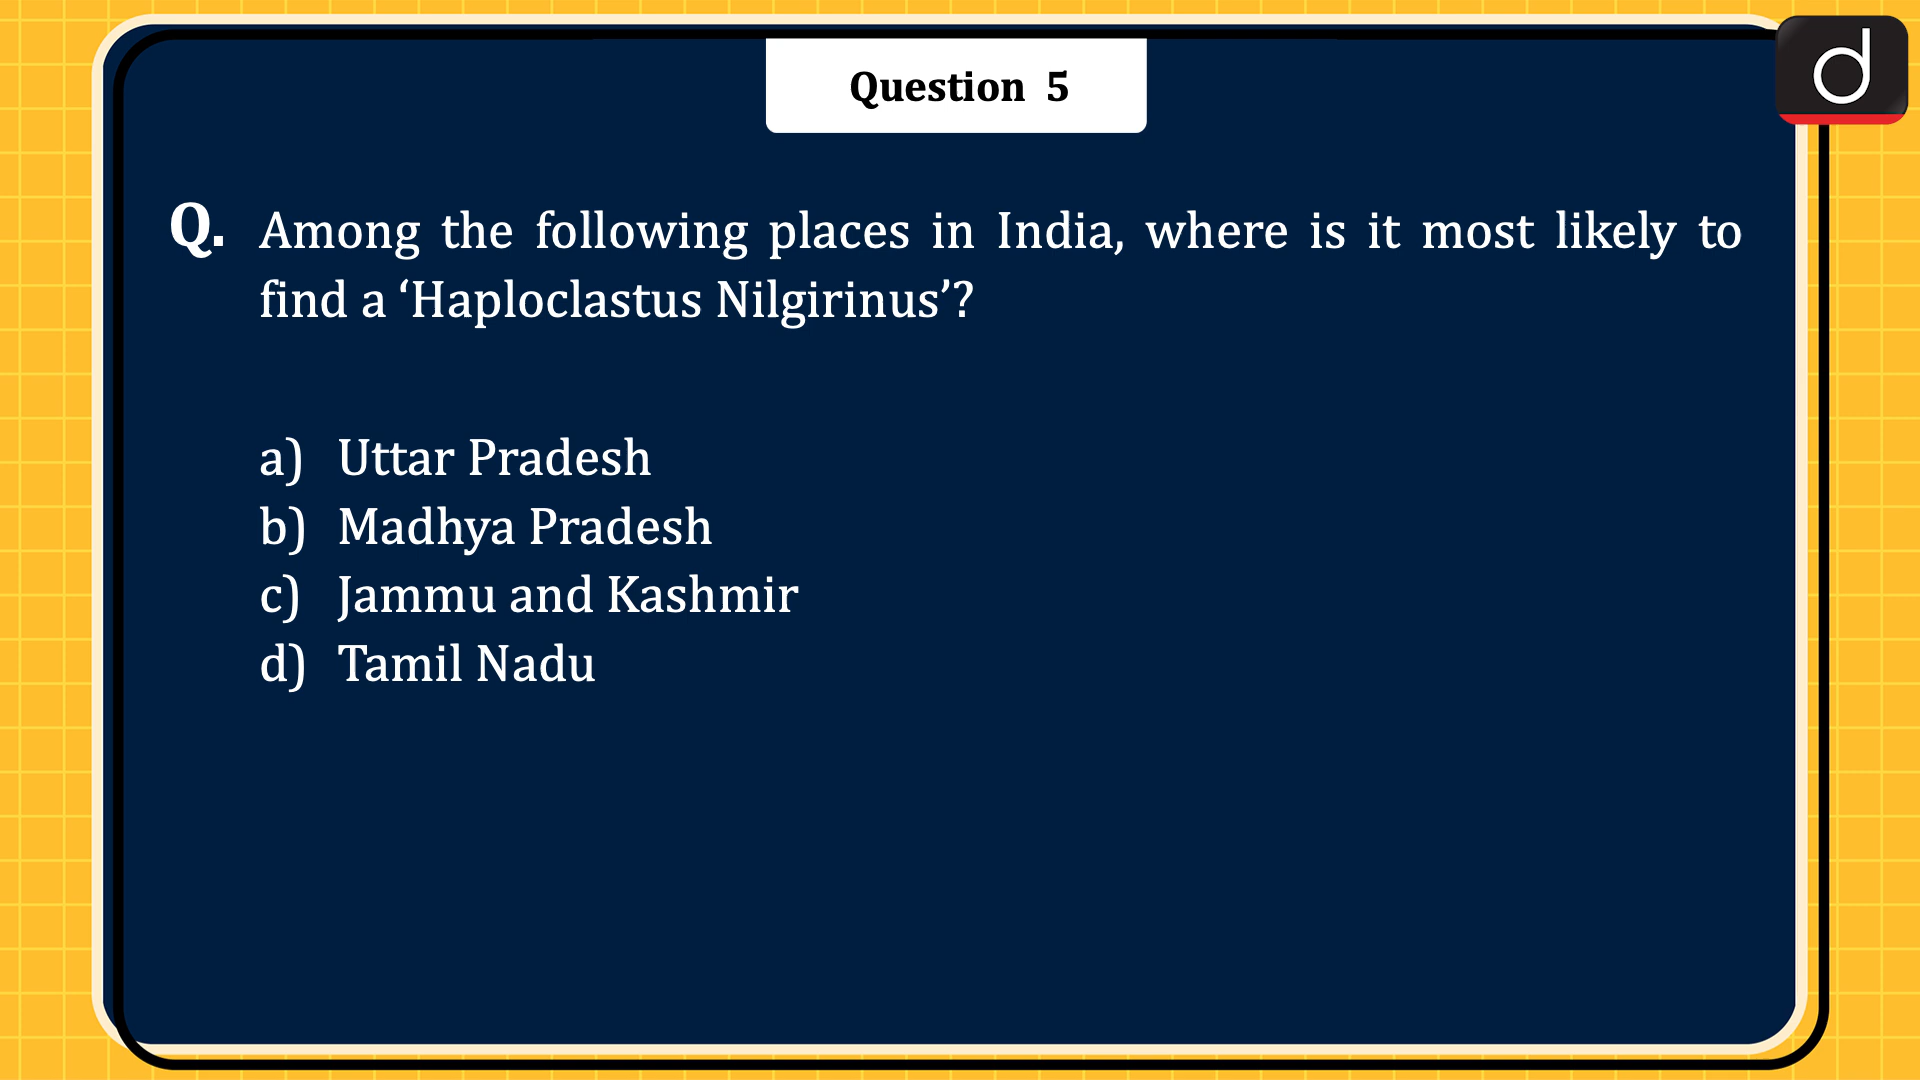 Question 5
d
Q. Among the following places in India, where is it most likely to
find a ‘Haploclastus Nilgirinus’?
a) Uttar Pradesh
b) Madhya Pradesh
c) Jammu and Kashmir
d) Tamil Nadu